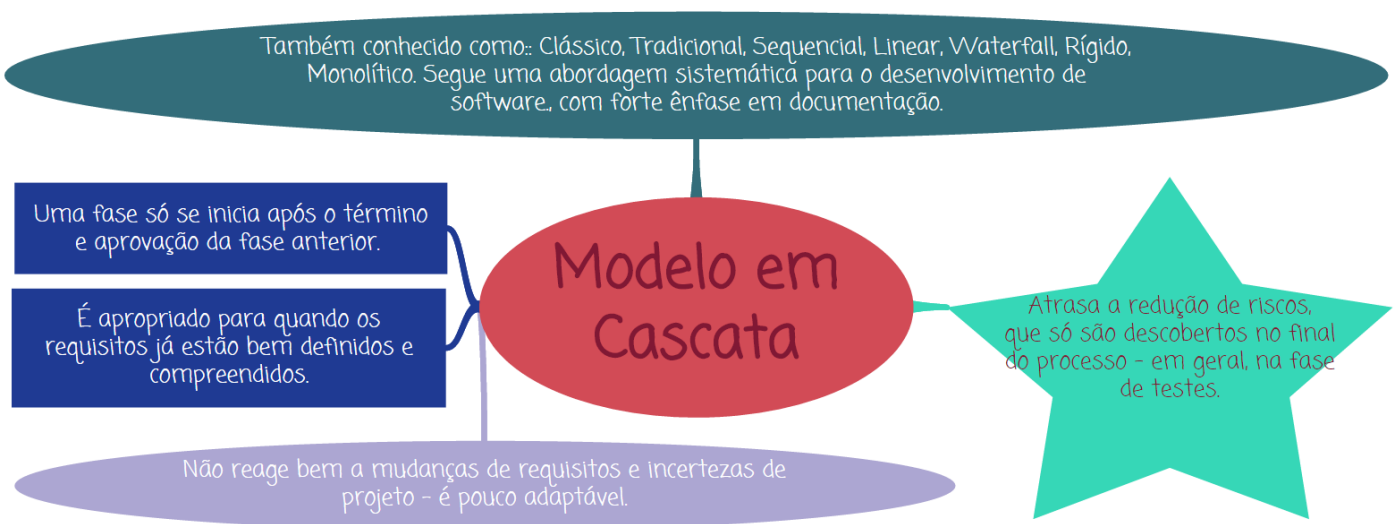 Também conhecido como:: Clássico, Tradicional, Sequencial, Linear, Waterfall, Rígido,
Monolítico. Segue uma abordagem sistemática para o desenvolvimento de
software., com forte ênfase em documentação.
Uma fase só se inicia após o término
e aprovação da fase anterior.
É apropriado para quando os
requisitos já estão bem definidos e
compreendidos.
Modelo em
Cascata
Atrasa a redução de riscos,
que só são descobertos no final
do processo - em geral, na fase
de testes.
Não reage bem a mudanças de requisitos e incertezas de
projeto - é pouco adaptável.